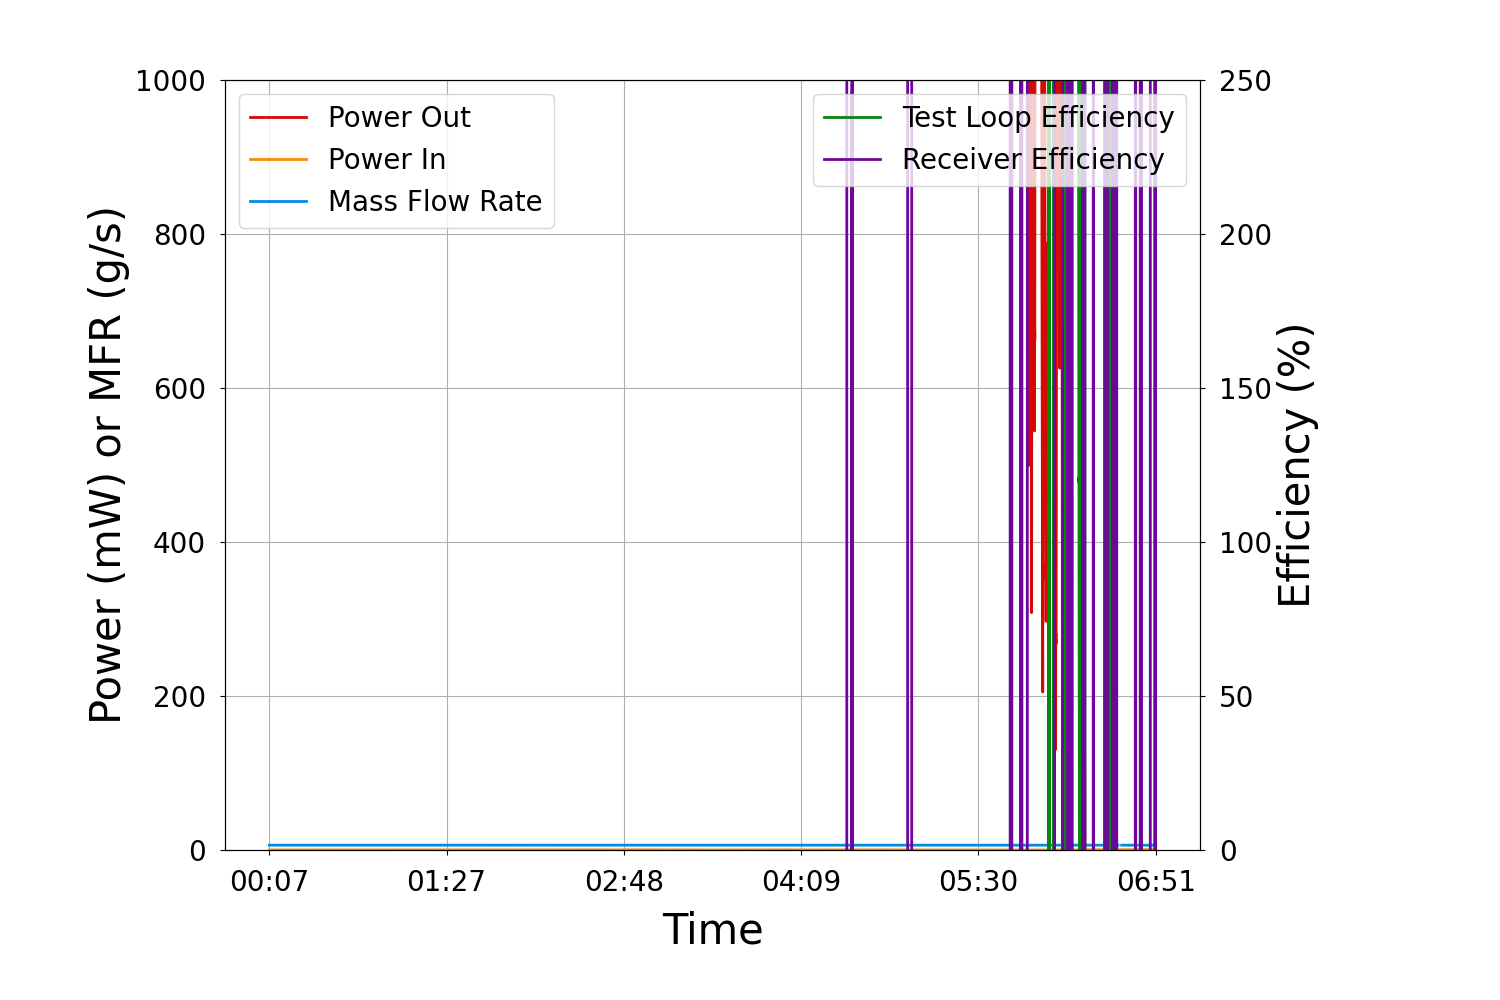 1000
800
600
400
200
0
Power (mW) or MFR (g/s)
Power Out
Power In
Mass Flow Rate
Test Loop Efficiency
Receiver Efficiency
250
200
150
100
50
0
Efficiency (%)
00:07 01:27 02:48 04:09 05:30 06:51
Time